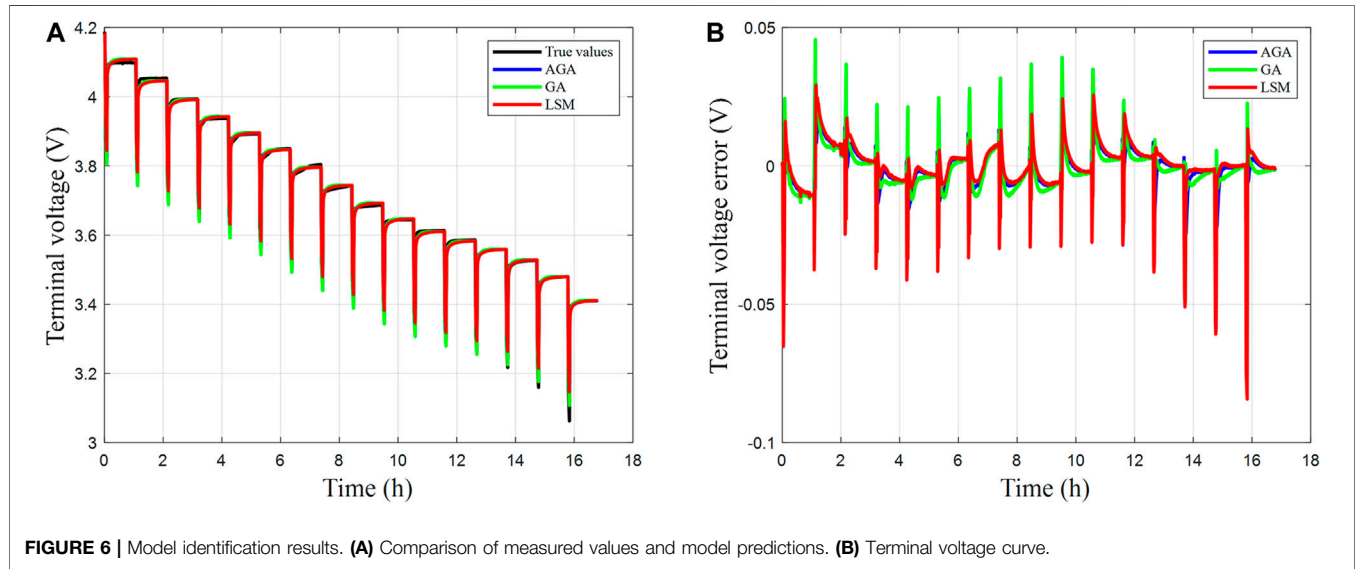 A
Terminal voltage (V)
4.2
4
3.8
3.6
3.4
3.2
3
0
2
4
6
8
10
12
14
16
18
Time (h)
True values
AGA
GA
LSM
B
Terminal voltage error (V)
0.05
0
-0.05
-0.1
0
2
4
6
8
10
12
14
16
18
Time (h)
AGA
GA
LSM
FIGURE 6 | Model identification results. (A) Comparison of measured values and model predictions. (B) Terminal voltage curve.